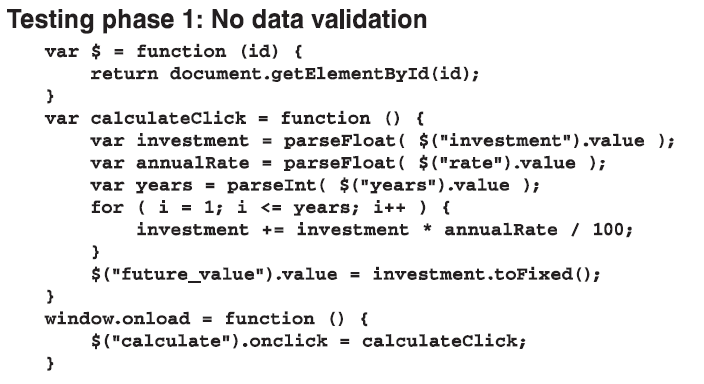 Testing phase 1: No data validation
var $ = function (id) {
return document.getElementById(id);
}
var calculateClick = function () {
var investment = parseFloat( $("investment").value );
var annualRate = parseFloat( $("rate").value );
var years = parseInt( $("years").value );
for ( i = 1; i <= years; i++ ) {
investment += investment * annualRate / 100;
}
$("future_value").value = investment.toFixed();
}
window.onload = function () {
$("calculate").onclick = calculateClick;
}